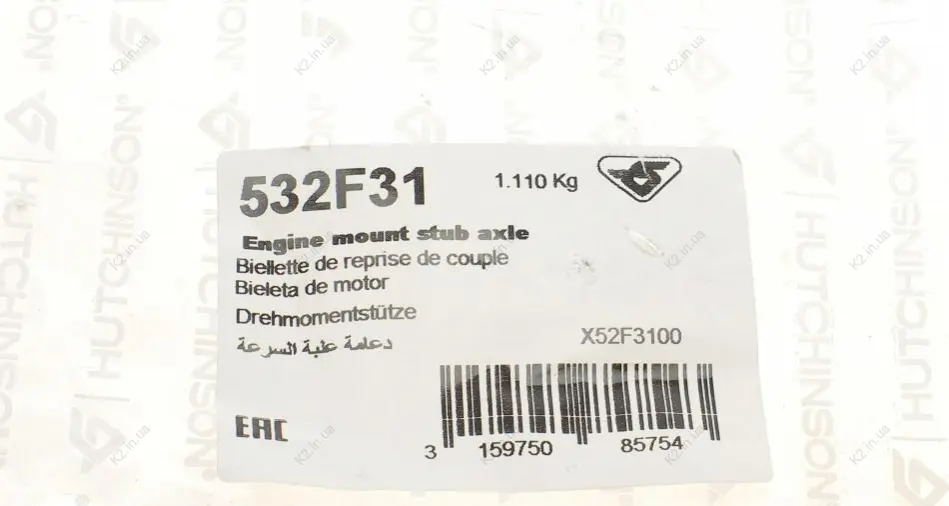 532F31
1.110 Kg
Engine mount stub axle
Biellette de reprise de couple
Bieleta de motor
Drehmomentstütze
دعامة علبة السرعة
X52F3100
EAC
3 159750 85754
HUTCHINSON®
K2.in.ua